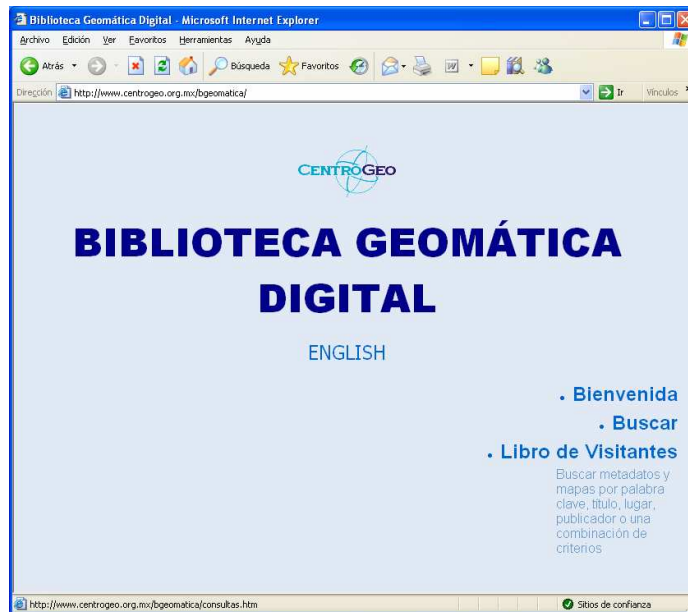 Biblioteca Geomática Digital - Microsoft Internet Explorer
Archivo Edición Ver Favoritos Herramientas Ayuda
Atrás Búsqueda Favoritos
Dirección http://www.centrogeo.org.mx/bgeomatica/ Ir Vínculos
CENTROGEO
BIBLIOTECA GEOMÁTICA
DIGITAL
ENGLISH
• Bienvenida
• Buscar
• Libro de Visitantes
Buscar metadatos y
mapas por palabra
clave, título, lugar,
publicador o una
combinación de
criterios
http://www.centrogeo.org.mx/bgeomatica/consultas.htm Sitios de confianza